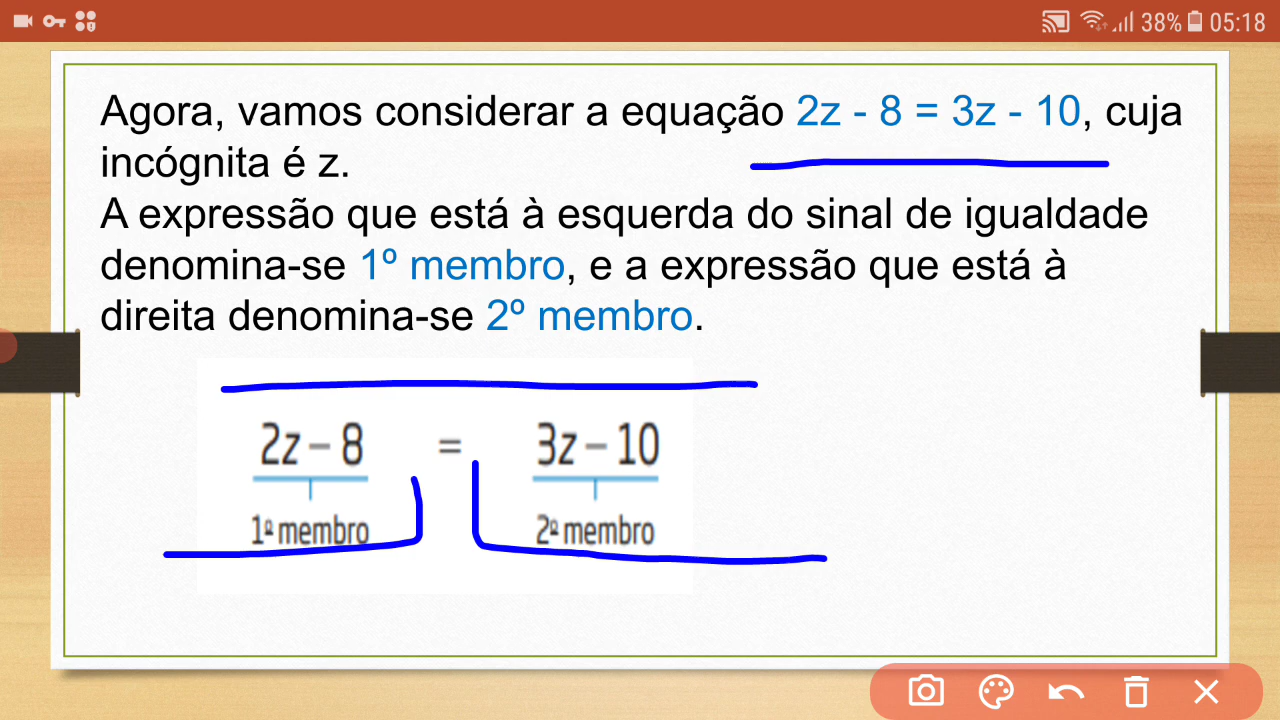 38% 05:18
Agora, vamos considerar a equação 2z - 8 = 3z - 10, cuja
incógnita é z.
A expressão que está à esquerda do sinal de igualdade
denomina-se 1º membro, e a expressão que está à
direita denomina-se 2º membro.
2z – 8 = 3z – 10
1º membro 2º membro